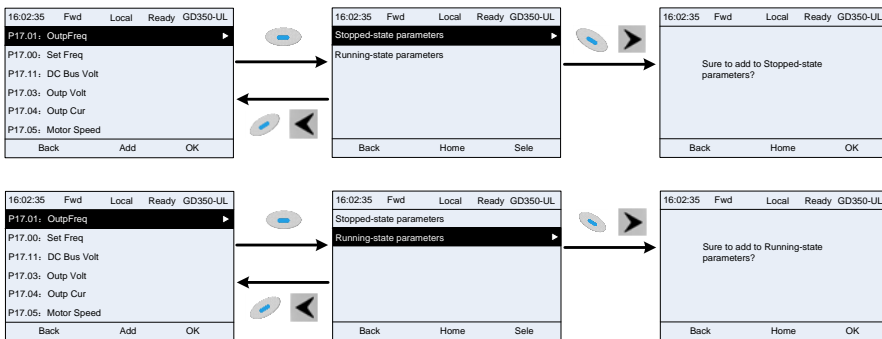 16:02:35 Fwd Local Ready GD350-UL
P17.01: OutpFreq
P17.00: Set Freq
P17.11: DC Bus Volt
P17.03: Outp Volt
P17.04: Outp Cur
P17.05: Motor Speed
Back Add OK
16:02:35 Fwd Local Ready GD350-UL
Stopped-state parameters
Running-state parameters
Back Home Sele
16:02:35 Fwd Local Ready GD350-UL
Sure to add to Stopped-state
parameters?
Back Home OK
16:02:35 Fwd Local Ready GD350-UL
P17.01: OutpFreq
P17.00: Set Freq
P17.11: DC Bus Volt
P17.03: Outp Volt
P17.04: Outp Cur
P17.05: Motor Speed
Back Add OK
16:02:35 Fwd Local Ready GD350-UL
Stopped-state parameters
Running-state parameters
Back Home Sele
16:02:35 Fwd Local Ready GD350-UL
Sure to add to Running-state
parameters?
Back Home OK